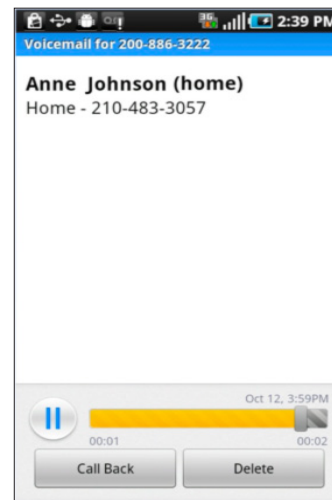 3G 2:39 PM
Voicemail for 200-886-3222
Anne Johnson (home)
Home - 210-483-3057
Oct 12, 3:59PM
00:01 00:02
Call Back Delete